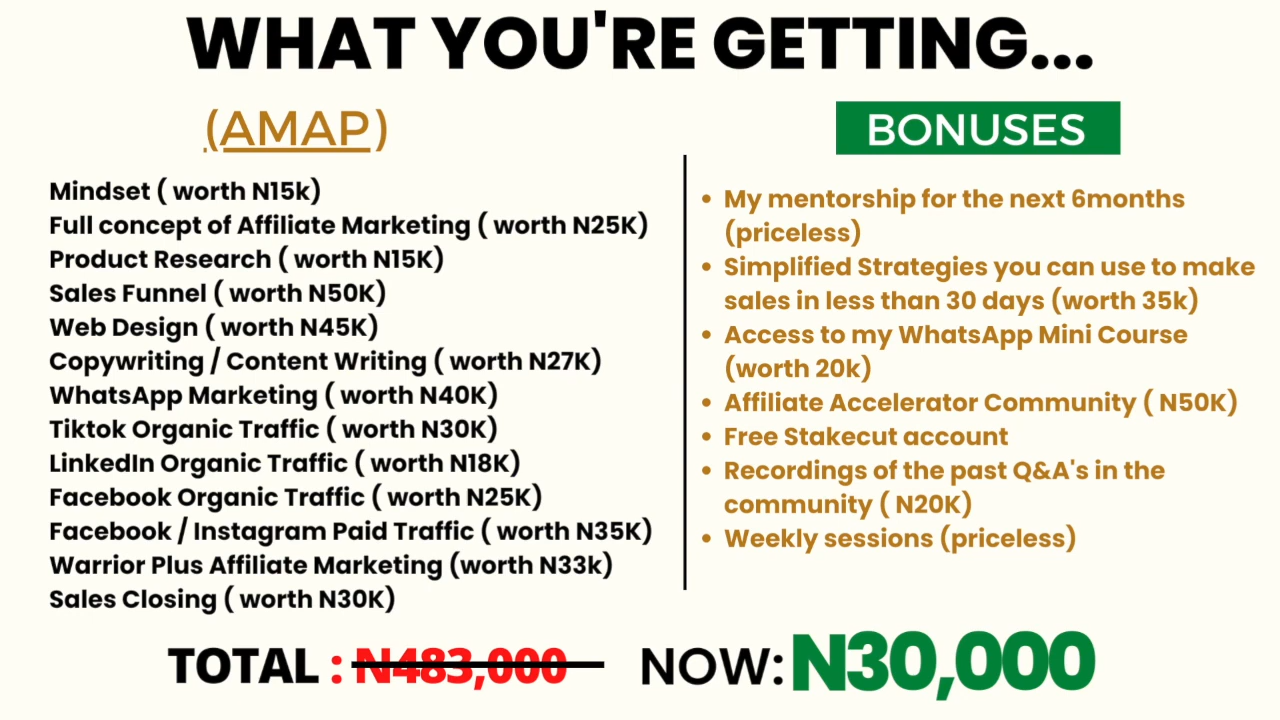 WHAT YOU'RE GETTING...
(AMAP)
Mindset ( worth N15k)
Full concept of Affiliate Marketing ( worth N25K)
Product Research ( worth N15K)
Sales Funnel ( worth N50K)
Web Design ( worth N45K)
Copywriting / Content Writing ( worth N27K)
WhatsApp Marketing ( worth N40K)
Tiktok Organic Traffic ( worth N30K)
LinkedIn Organic Traffic ( worth N18K)
Facebook Organic Traffic ( worth N25K)
Facebook / Instagram Paid Traffic ( worth N35K)
Warrior Plus Affiliate Marketing (worth N33k)
Sales Closing ( worth N30K)
BONUSES
• My mentorship for the next 6months
(priceless)
• Simplified Strategies you can use to make
sales in less than 30 days (worth 35k)
• Access to my WhatsApp Mini Course
(worth 20k)
• Affiliate Accelerator Community ( N50K)
• Free Stakecut account
• Recordings of the past Q&A's in the
community ( N20K)
• Weekly sessions (priceless)
TOTAL : N483,000 NOW: N30,000